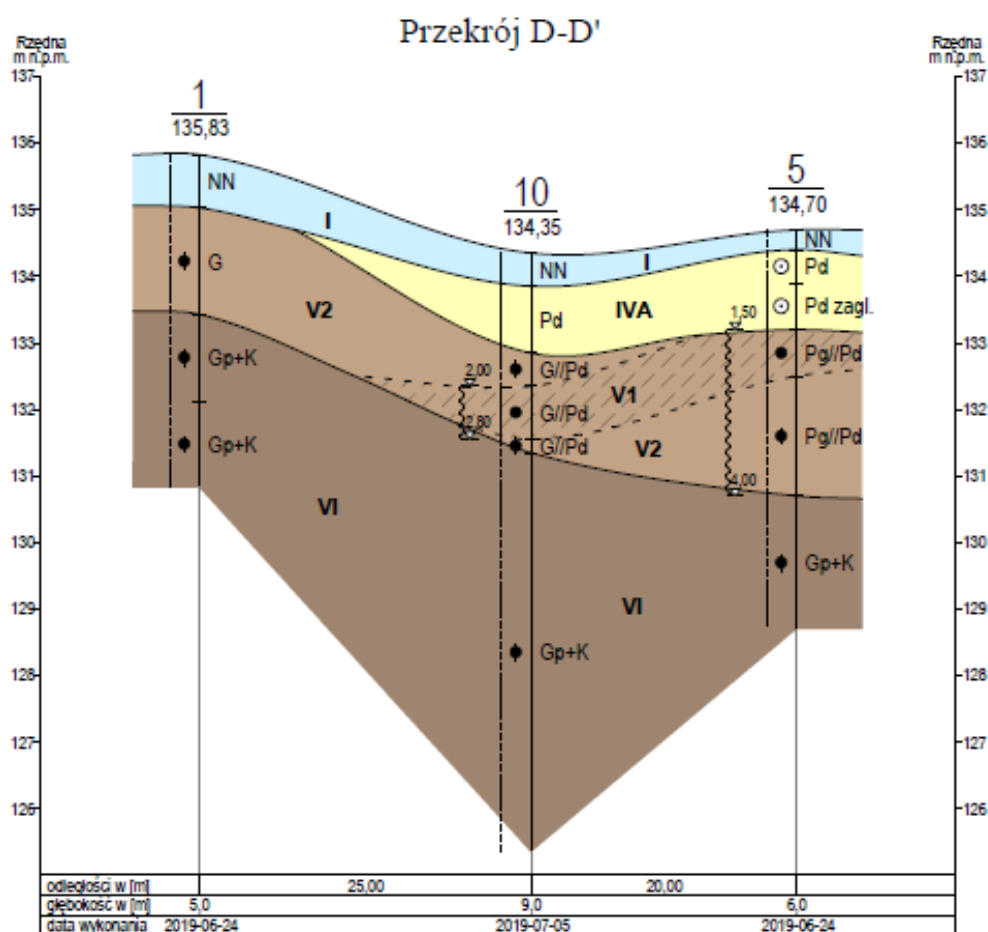 Przekrój D-D'
Rzędna
m n.p.m.
Rzędna
m n.p.m.
137
137
1
135,83
136
136
5
134,70
10
134,35
NN
135
135
I
NN
NN
I
G
Pd
134
134
V2
Pd
IVA
Pd zagl.
1,50
133
133
Gp+K
G//Pd
Pg//Pd
2,00
V1
132
132
G//Pd
2,80
Gp+K
G//Pd
V2
Pg//Pd
131
131
4,00
VI
130
130
Gp+K
129
129
VI
Gp+K
128
128
127
127
126
126
odległości w [m] 25,00 20,00
głębokość w [m] 5,0 9,0 6,0
data wykonania 2019-06-24 2019-07-05 2019-06-24